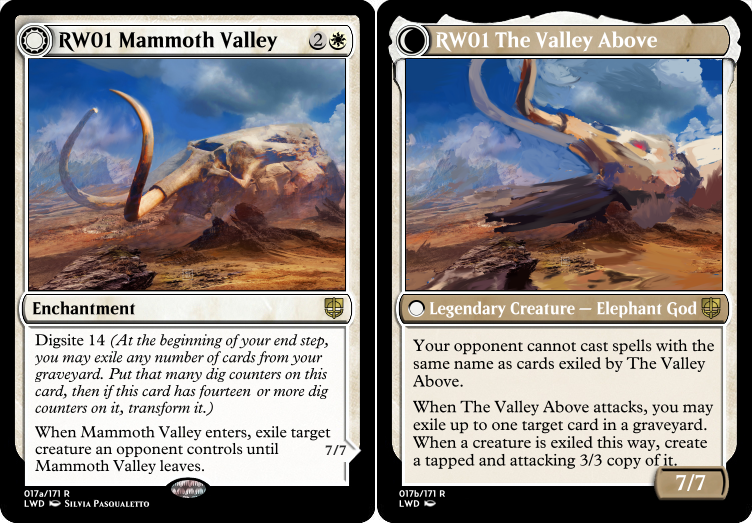 RW01 Mammoth Valley 2
Enchantment
Digsite 14 (At the beginning of your end step,
you may exile any number of cards from your
graveyard. Put that many dig counters on this
card, then if this card has fourteen or more dig
counters on it, transform it.)
When Mammoth Valley enters, exile target
creature an opponent controls until
Mammoth Valley leaves.
7/7
017a/171 R
LWD Silvia Pasqualetto
RW01 The Valley Above
Legendary Creature — Elephant God
Your opponent cannot cast spells with the
same name as cards exiled by The Valley
Above.
When The Valley Above attacks, you may
exile up to one target card in a graveyard.
When a creature is exiled this way, create
a tapped and attacking 3/3 copy of it.
7/7
017b/171 R
LWD